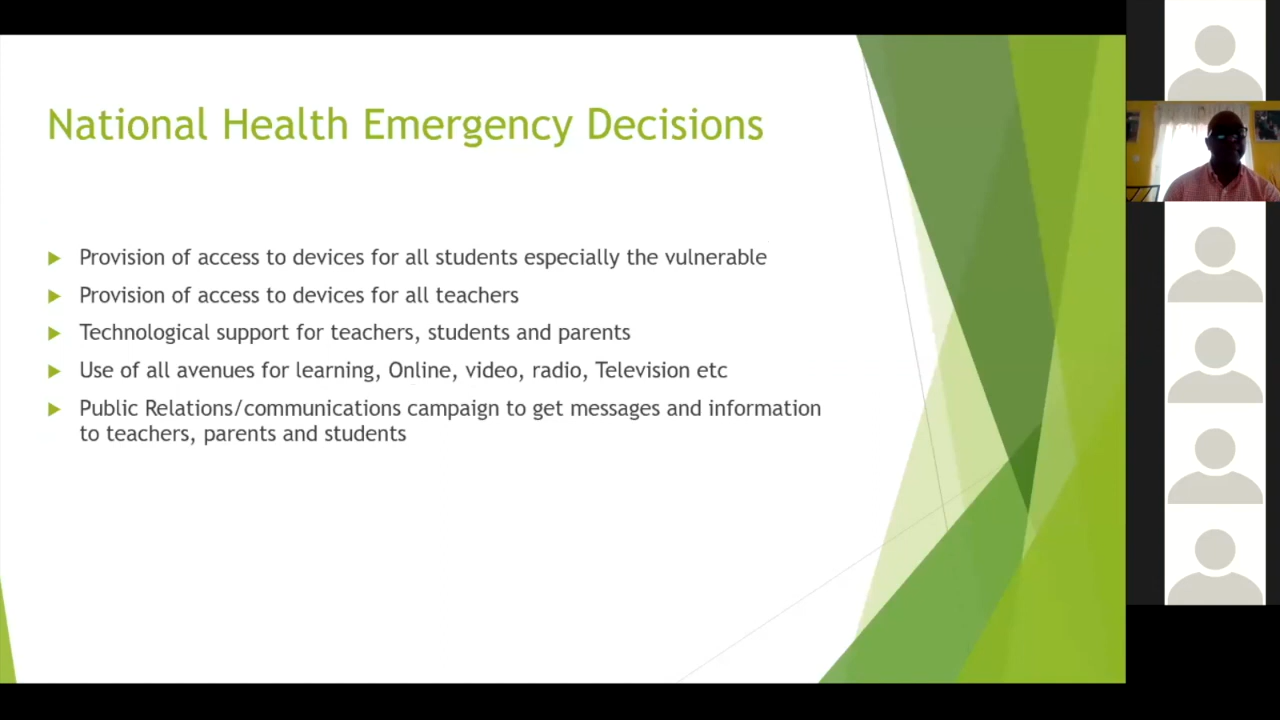 National Health Emergency Decisions
Provision of access to devices for all students especially the vulnerable
Provision of access to devices for all teachers
Technological support for teachers, students and parents
Use of all avenues for learning, Online, video, radio, Television etc
Public Relations/communications campaign to get messages and information
to teachers, parents and students